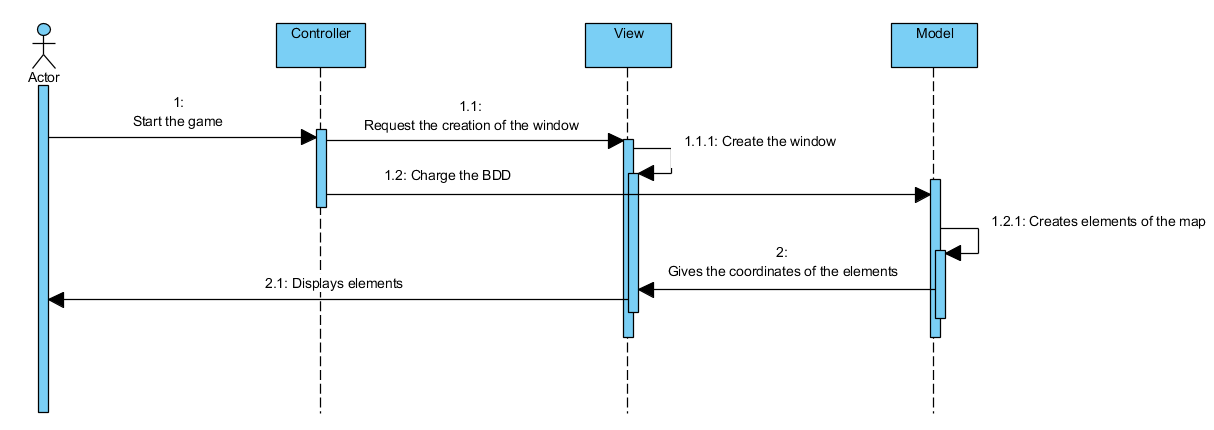 Controller
View
Model
Actor
1:
Start the game
1.1:
Request the creation of the window
1.1.1: Create the window
1.2: Charge the BDD
1.2.1: Creates elements of the map
2:
Gives the coordinates of the elements
2.1: Displays elements